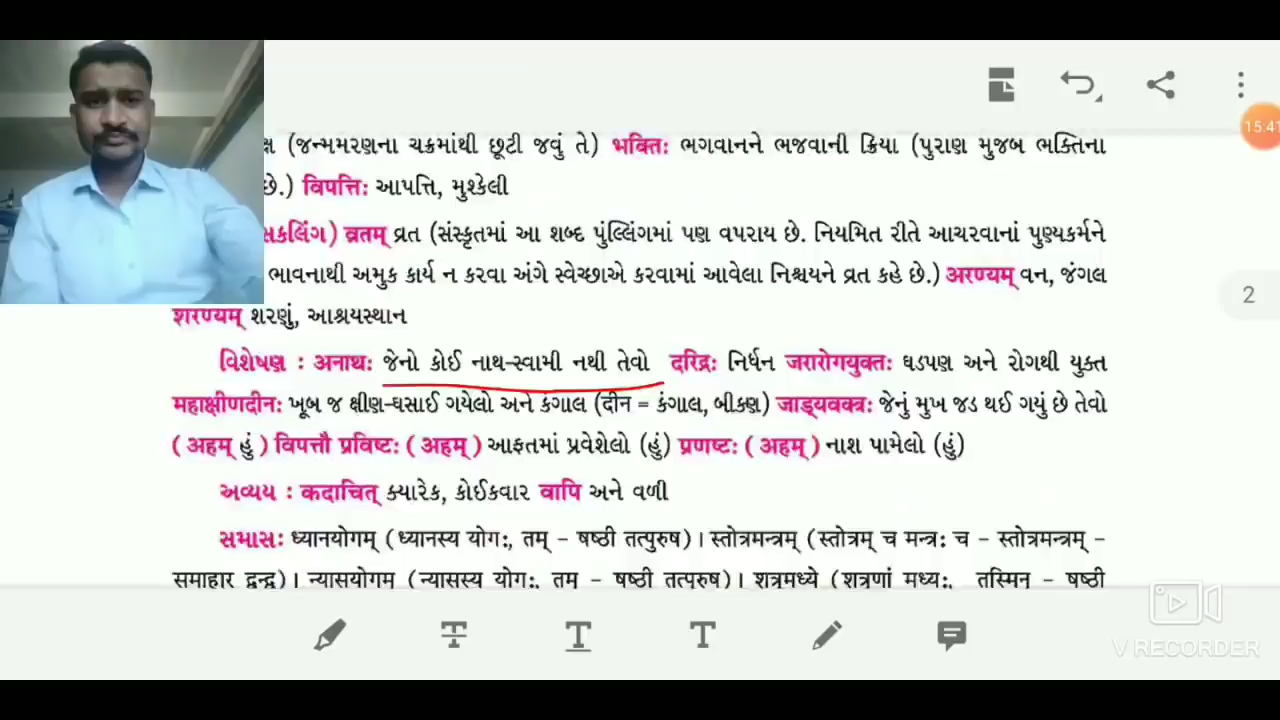 (જન્મમરણના ચક્રમાંથી છૂટી જવું તે) भक्तिः ભગવાનને ભજવાની ક્રિયા (પુરાણ મુજબ ભક્તિના
છે.) विपत्तिः આપત્તિ, મુશ્કેલી
વ્રતમ્ વ્રત (સંસ્કૃતમાં આ શબ્દ પુંલ્લિંગમાં પણ વપરાય છે. નિયમિત રીતે આચરવાનાં પુણ્યકર્મને
ભાવનાથી અમુક કાર્ય ન કરવા અંગે સ્વેચ્છાએ કરવામાં આવેલા નિશ્ચયને વ્રત કહે છે.) अरण्यम् વન, જંગલ
शरण्यम् શરણું, આશ્રયસ્થાન
વિશેષણ : अनाथः જેનો કોઈ નાથ-સ્વામી નથી તેવો दरिद्रः નિર્ધન जरारोगयुक्तः ઘડપણ અને રોગથી યુક્ત
महाक्षीणदीनः ખૂબ જ ક્ષીણ-ઘસાઈ ગયેલો અને કંગાલ (દીન = કંગાલ, બીકણ) जाड्यवक्त्रः જેનું મુખ જડ થઈ ગયું છે તેવો
(अहम् હું) विपत्तौ प्रविष्टः (अहम्) આફતમાં પ્રવેશેલો (હું) प्रणष्टः (अहम्) નાશ પામેલો (હું)
અવ્યય : कदाचित् ક્યારેક, કોઈકવાર वापि અને વળી
સમાસઃ ध्यानयोगम् (ध्यानस्य योगः, तम् - षष्ठी तत्पुरुष)। स्तोत्रमन्त्रम् (स्तोत्रम् च मन्त्रः च - स्तोत्रमन्त्रम् -
समाहार द्वन्द्व)। न्यासयोगम् (न्यासस्य योगः, तम् - षष्ठी तत्पुरुष)। शत्रुमध्ये (शत्रूणां मध्यः, तस्मिन् - षष्ठी
15:41
2
V RECORDER